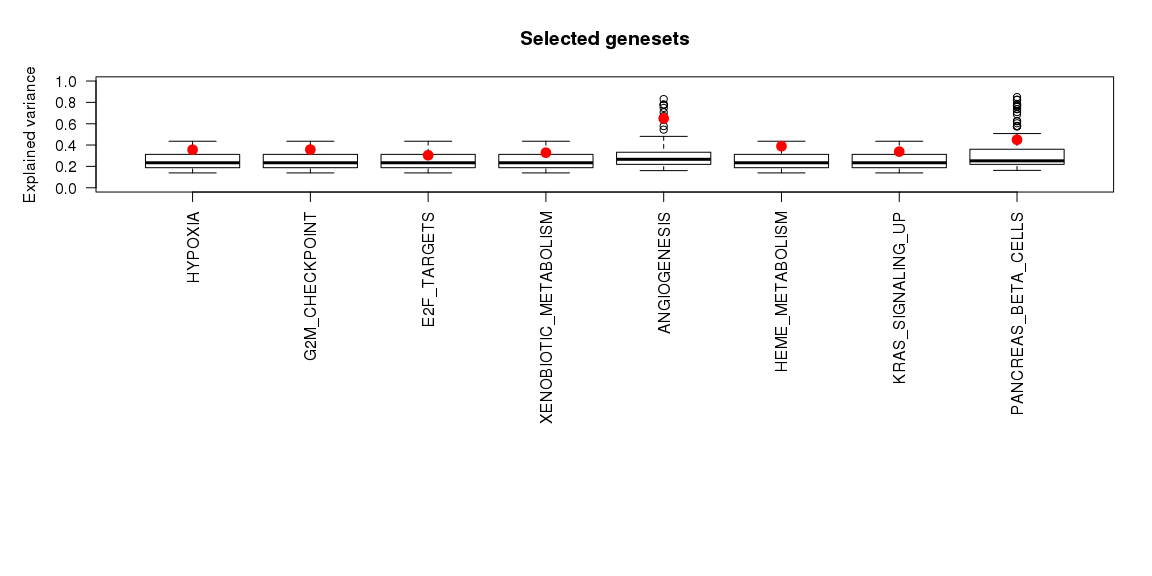 Selected genesets
Explained variance
1.0
0.8
0.6
0.4
0.2
0.0
HYPOXIA
G2M_CHECKPOINT
E2F_TARGETS
XENOBIOTIC_METABOLISM
ANGIOGENESIS
HEME_METABOLISM
KRAS_SIGNALING_UP
PANCREAS_BETA_CELLS